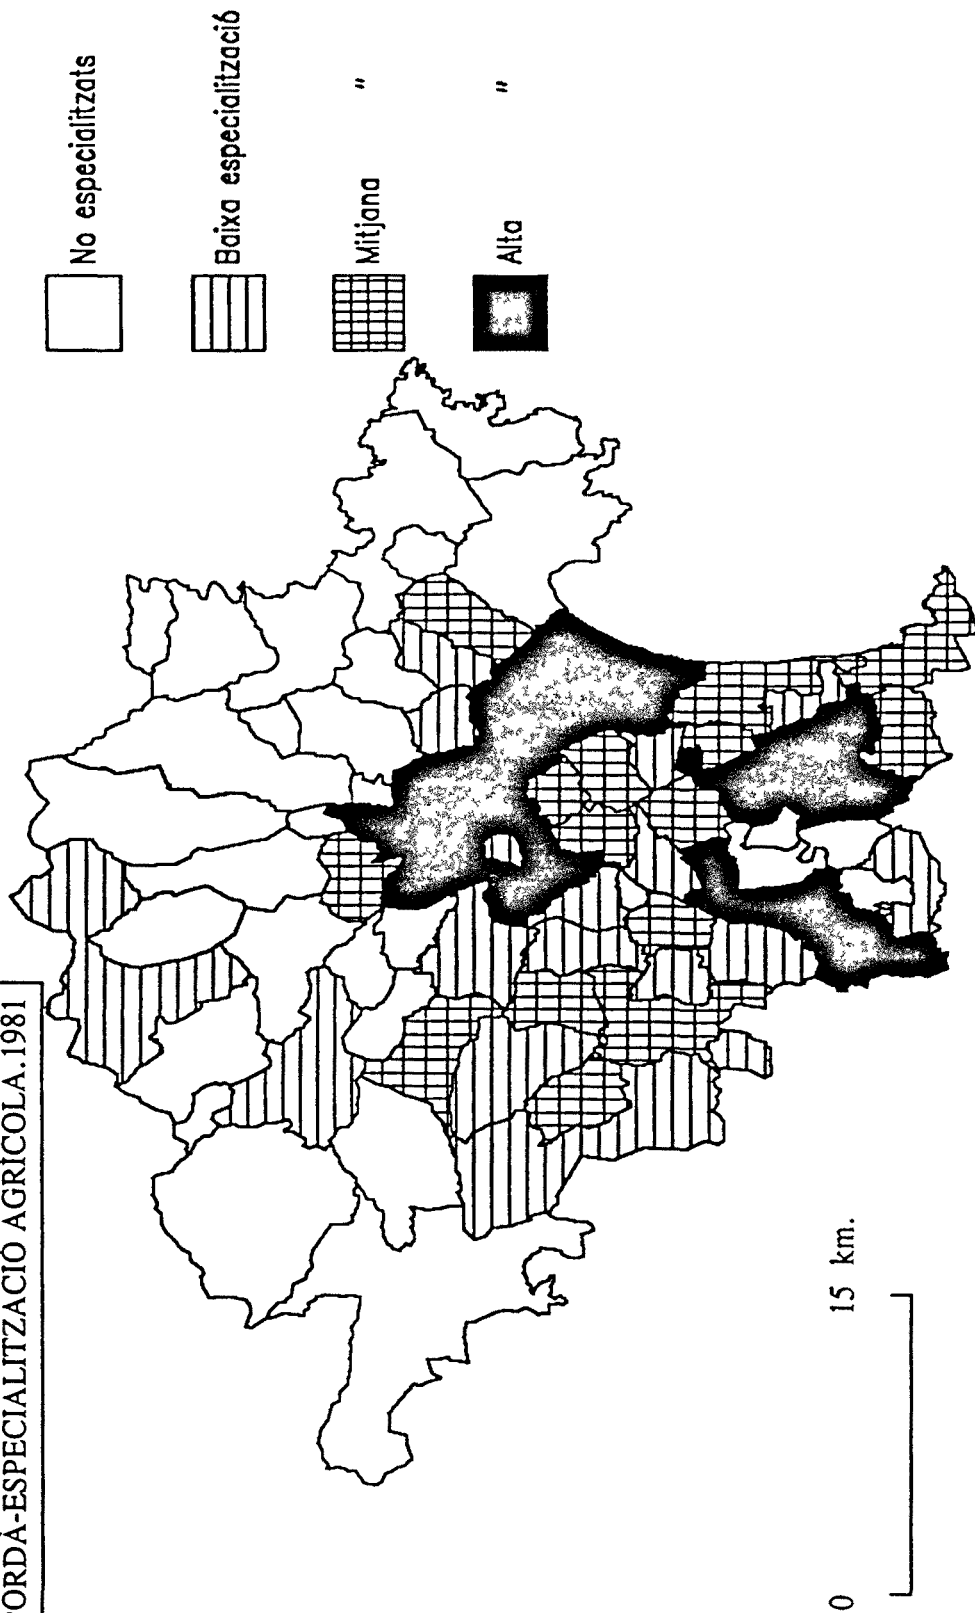 ORDÀ-ESPECIALITZACIÓ AGRÍCOLA.1981
No especialitzats
Baixa especialització
Mitjana "
Alta "
0 15 km.